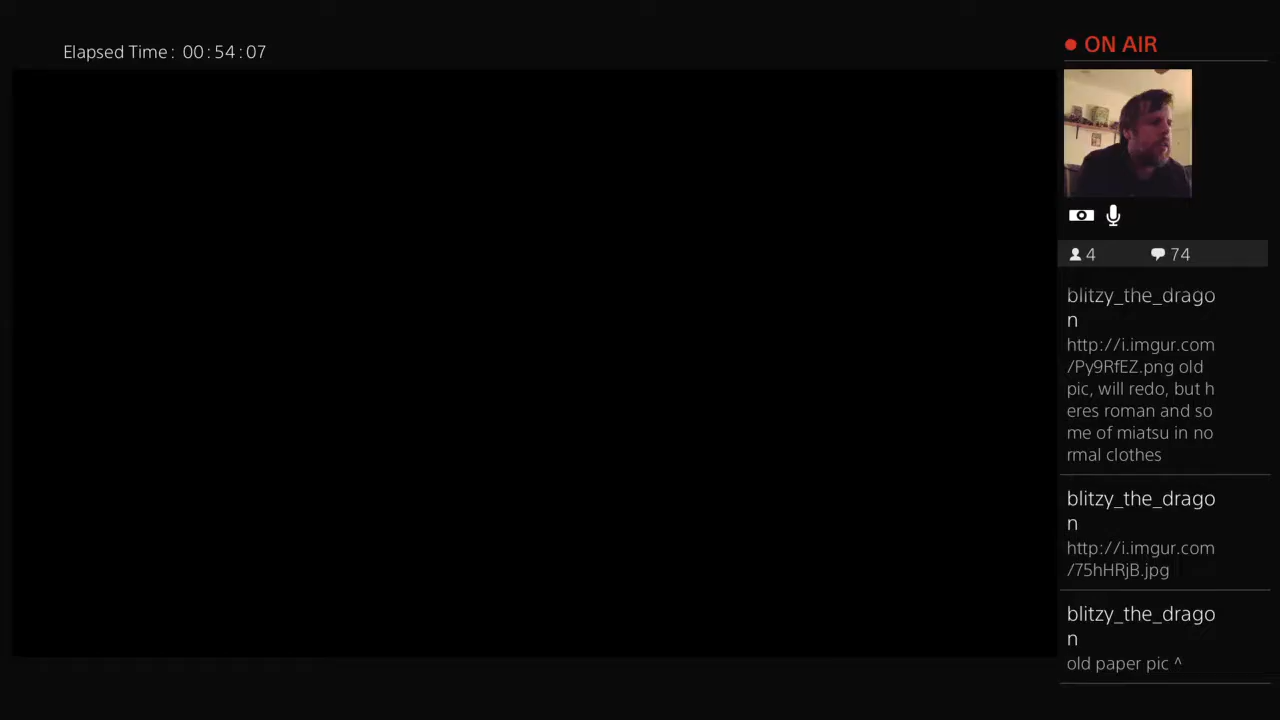 Elapsed Time: 00:54:07
ON AIR
4 74
blitzy_the_drago
n
http://i.imgur.com
/Py9RfEZ.png old
pic, will redo, but h
eres roman and so
me of miatsu in no
rmal clothes
blitzy_the_drago
n
http://i.imgur.com
/75hHRjB.jpg
blitzy_the_drago
n
old paper pic ^